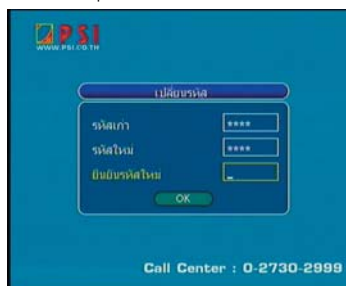 PSI
WWW.PSI.CO.TH
เปลี่ยนรหัส
รหัสเก่า ****
รหัสใหม่ ****
ยืนยันรหัสใหม่ _
OK
Call Center : 0-2730-2999